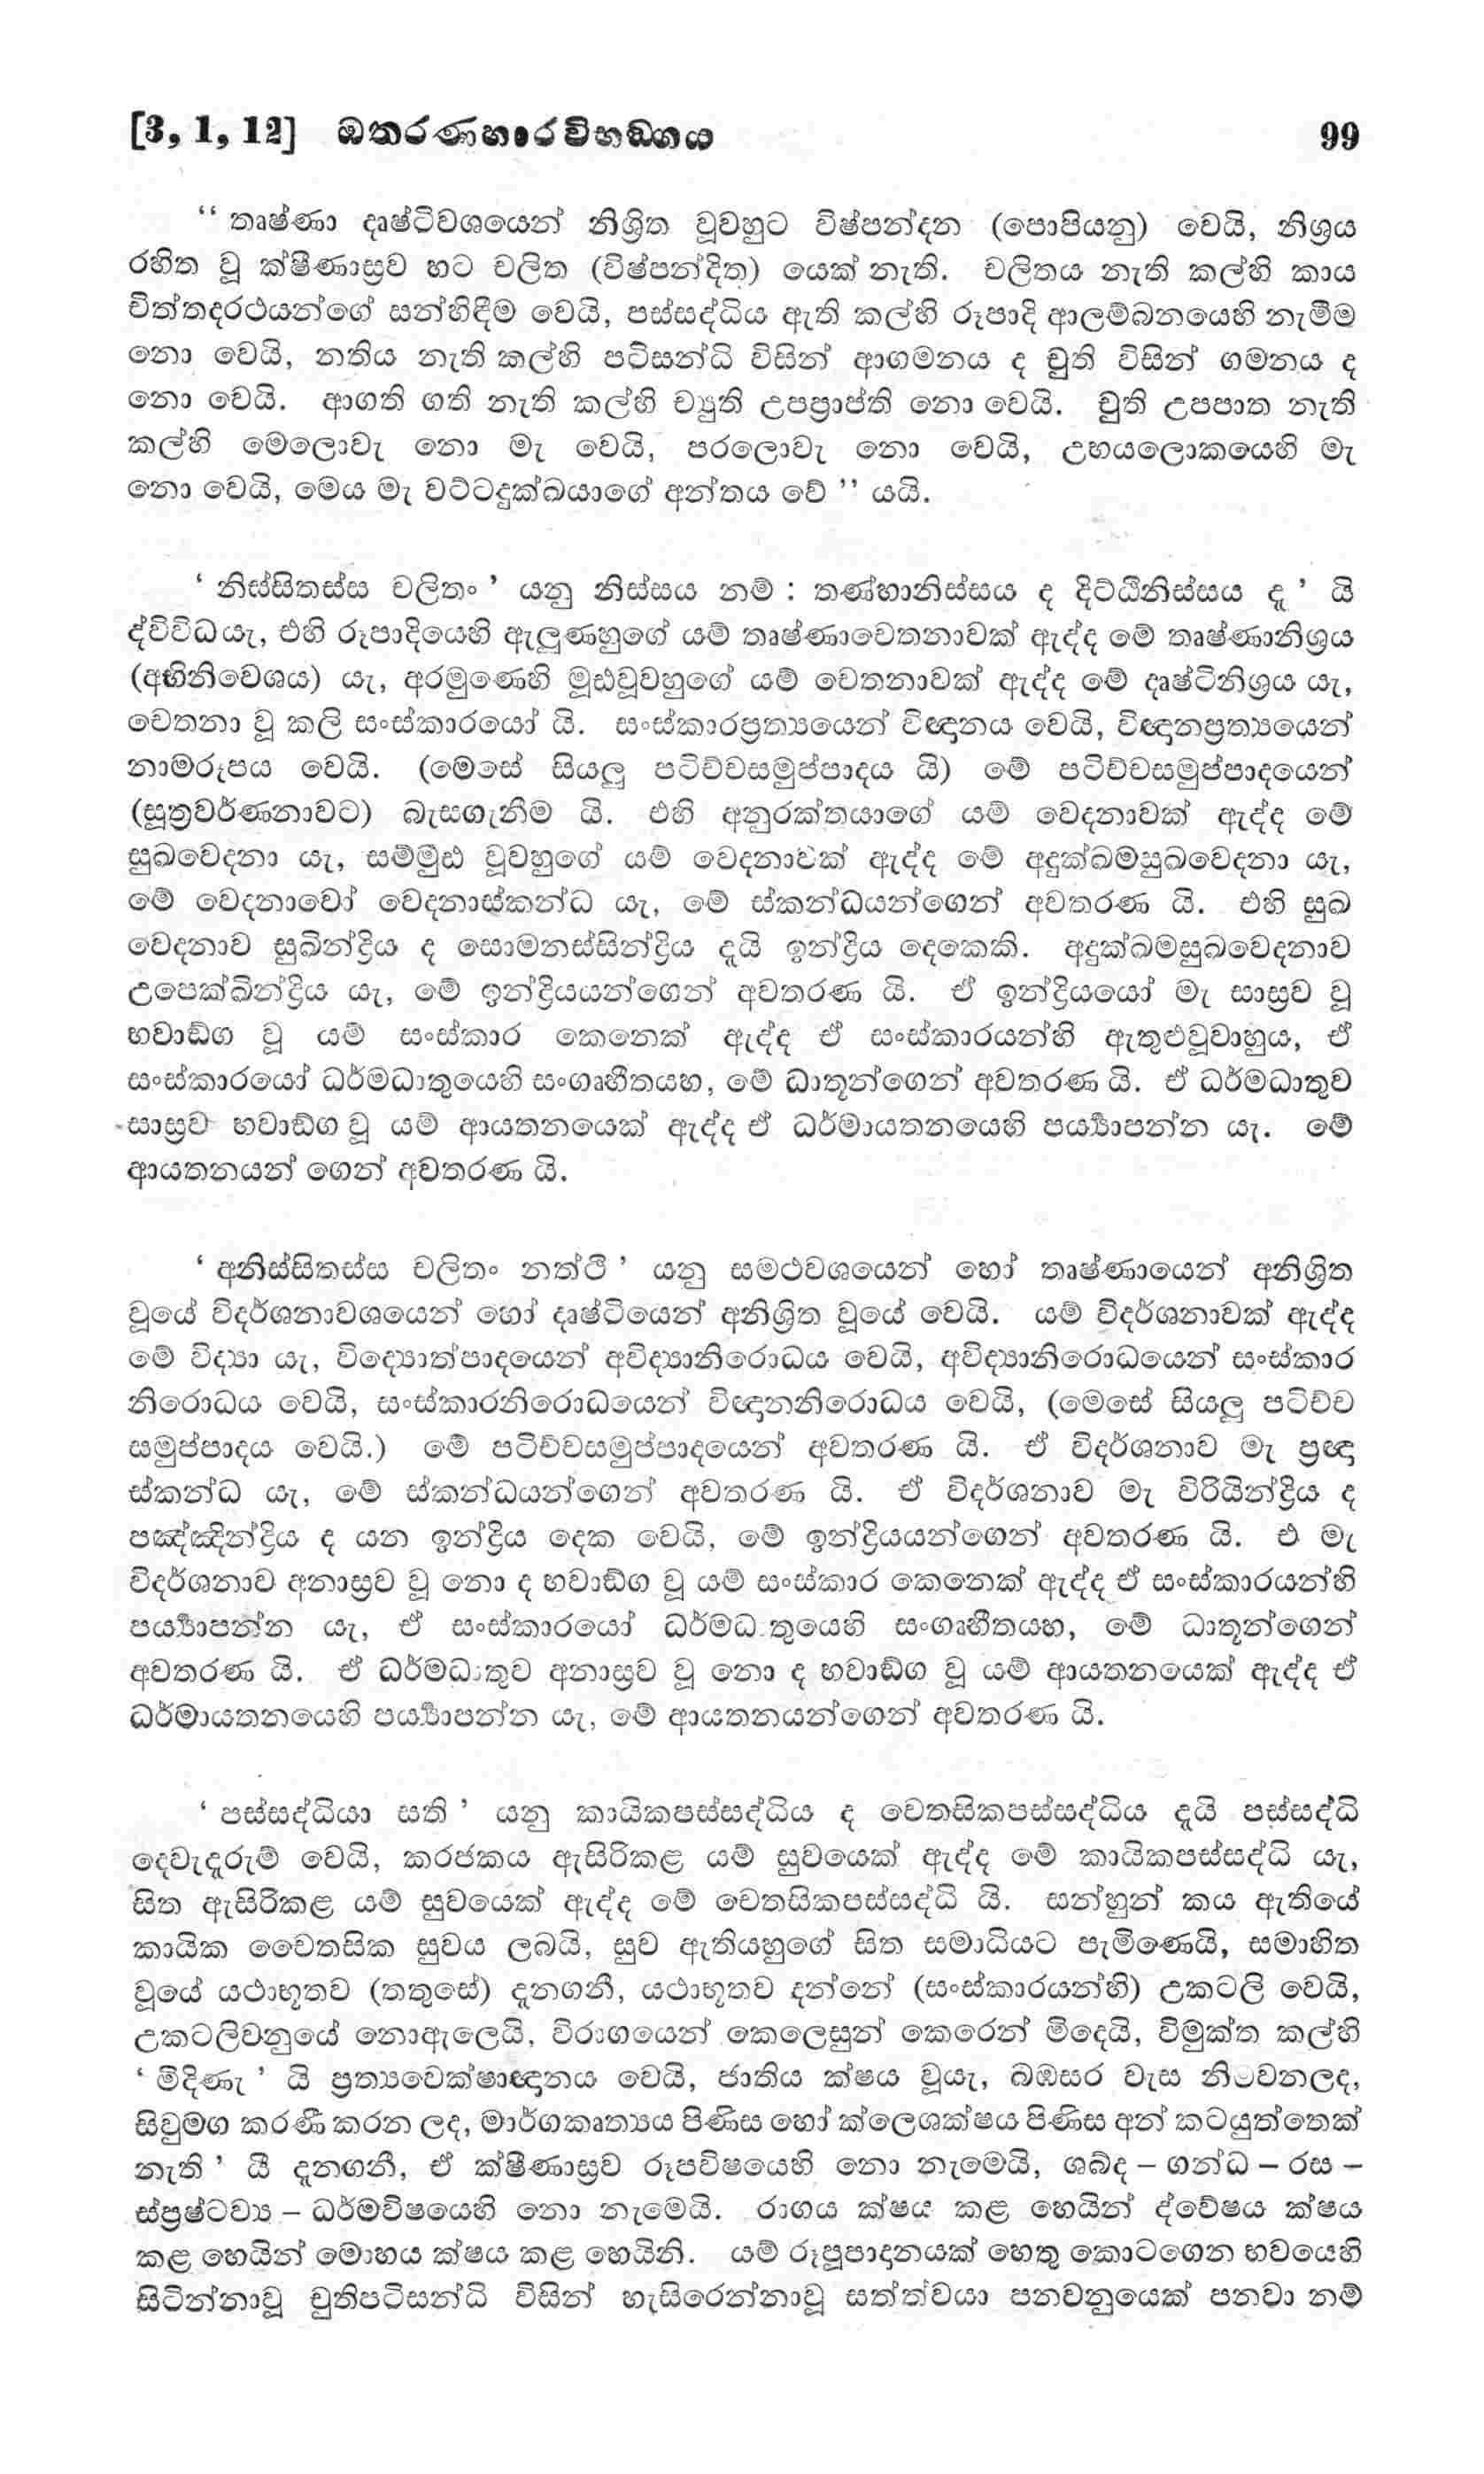 [3, 1, 12] ඔතරණහාරවිභඞ්ගය 99
“ තෘෂ්ණා දෘෂ්ටිවශයෙන් නිශ්‍රිත වූවහුට විෂ්පන්දන (පොපියනු) වෙයි, නිශ්‍රය
රහිත වූ ක්ෂීණාස්‍රව හට චලිත (විෂ්පන්දිත) යෙක් නැති. චලිතය නැති කල්හි කාය
චිත්තදරථයන්ගේ සන්හිඳීම වෙයි, පස්සද්ධිය ඇති කල්හි රූපාදි ආලම්බනයෙහි නැමීම
නො වෙයි, නතිය නැති කල්හි පටිසන්ධි විසින් ආගමනය ද චුති විසින් ගමනය ද
නො වෙයි. ආගති ගති නැති කල්හි ච්‍යුති උපප්‍රාප්ති නො වෙයි. චුති උපපාත නැති
කල්හි මෙලොවැ නො මැ වෙයි, පරලොවැ නො වෙයි, උභයලොකයෙහි මැ
නො වෙයි, මෙය මැ වට්ටදුක්ඛයාගේ අන්තය වේ ” යයි.
‘ නිස්සිතස්ස චලිතං ’ යනු නිස්සය නම් : තණ්හානිස්සය ද දිට්ඨිනිස්සය ද ’ යි
ද්විවිධයැ, එහි රූපාදියෙහි ඇලුණහුගේ යම් තෘෂ්ණාචෙතනාවක් ඇද්ද මේ තෘෂ්ණානිශ්‍රය
(අභිනිවෙශය) යැ, අරමුණෙහි මූඪවූවහුගේ යම් චෙතනාවක් ඇද්ද මේ දෘෂ්ටිනිශ්‍රය යැ,
චෙතනා වූ කලි සංස්කාරයෝ යි. සංස්කාරප්‍රත්‍යයෙන් විඥානය වෙයි, විඥානප්‍රත්‍යයෙන්
නාමරූපය වෙයි. (මෙසේ සියලු පටිච්චසමුප්පාදය යි) මේ පටිච්චසමුප්පාදයෙන්
(සූත්‍රවර්ණනාවට) බැසගැනීම යි. එහි අනුරක්තයාගේ යම් වෙදනාවක් ඇද්ද මේ
සුඛවෙදනා යැ, සම්මූඪ වූවහුගේ යම් වෙදනාවක් ඇද්ද මේ අදුක්ඛමසුඛවෙදනා යැ,
මේ වෙදනාවෝ වෙදනාස්කන්ධ යැ, මේ ස්කන්ධයන්ගෙන් අවතරණ යි. එහි සුඛ
වෙදනාව සුඛින්ද්‍රිය ද සොමනස්සින්ද්‍රිය දැයි ඉන්ද්‍රිය දෙකෙකි. අදුක්ඛමසුඛවෙදනාව
උපෙක්ඛින්ද්‍රිය යැ, මේ ඉන්ද්‍රියයන්ගෙන් අවතරණ යි. ඒ ඉන්ද්‍රියයෝ මැ සාස්‍රව වූ
භවාඞ්ග වූ යම් සංස්කාර කෙනෙක් ඇද්ද ඒ සංස්කාරයන්හි ඇතුළුවූවාහුය, ඒ
සංස්කාරයෝ ධර්මධාතුයෙහි සංගෘහීතයහ, මේ ධාතූන්ගෙන් අවතරණ යි. ඒ ධර්මධාතුව
සාස්‍රව භවාඞ්ග වූ යම් ආයතනයෙක් ඇද්ද ඒ ධර්මායතනයෙහි පර්‍ය්‍යාපන්න යැ. මේ
ආයතනයන් ගෙන් අවතරණ යි.
‘ අනිස්සිතස්ස චලිතං නත්ථි ’ යනු සමථවශයෙන් හෝ තෘෂ්ණායෙන් අනිශ්‍රිත
වූයේ විදර්ශනාවශයෙන් හෝ දෘෂ්ටියෙන් අනිශ්‍රිත වූයේ වෙයි. යම් විදර්ශනාවක් ඇද්ද
මේ විද්‍යා යැ, විද්‍යොත්පාදයෙන් අවිද්‍යානිරොධය වෙයි, අවිද්‍යානිරොධයෙන් සංස්කාර
නිරොධය වෙයි, සංස්කාරනිරොධයෙන් විඥානනිරොධය වෙයි, (මෙසේ සියලු පටිච්ච
සමුප්පාදය වෙයි.) මේ පටිච්චසමුප්පාදයෙන් අවතරණ යි. ඒ විදර්ශනාව මැ ප්‍රඥා
ස්කන්ධ යැ, මේ ස්කන්ධයන්ගෙන් අවතරණ යි. ඒ විදර්ශනාව මැ විරියින්ද්‍රිය ද
පඤ්ඤින්ද්‍රිය ද යන ඉන්ද්‍රිය දෙක වෙයි, මේ ඉන්ද්‍රියයන්ගෙන් අවතරණ යි. එ මැ
විදර්ශනාව අනාස්‍රව වූ නො ද භවාඞ්ග වූ යම් සංස්කාර කෙනෙක් ඇද්ද ඒ සංස්කාරයන්හි
පර්‍ය්‍යාපන්න යැ, ඒ සංස්කාරයෝ ධර්මධාතුයෙහි සංගෘහීතයහ, මේ ධාතූන්ගෙන්
අවතරණ යි. ඒ ධර්මධාතුව අනාස්‍රව වූ නො ද භවාඞ්ග වූ යම් ආයතනයෙක් ඇද්ද ඒ
ධර්මායතනයෙහි පර්‍ය්‍යාපන්න යැ, මේ ආයතනයන්ගෙන් අවතරණ යි.
‘ පස්සද්ධියා සති ’ යනු කායිකපස්සද්ධිය ද චෙතසිකපස්සද්ධිය දැයි පස්සද්ධි
දෙවැදෑරුම් වෙයි, කරජකය ඇසිරිකළ යම් සුවයෙක් ඇද්ද මේ කායිකපස්සද්ධි යැ,
සිත ඇසිරිකළ යම් සුවයෙක් ඇද්ද මේ චෙතසිකපස්සද්ධි යි. සන්හුන් කය ඇතියේ
කායික චෛතසික සුවය ලබයි, සුව ඇතියහුගේ සිත සමාධියට පැමිණෙයි, සමාහිත
වූයේ යථාභූතව (තතුසේ) දැනගනී, යථාභූතව දන්නේ (සංස්කාරයන්හි) උකටලි වෙයි,
උකටලිවනුයේ නොඇලෙයි, විරාගයෙන් කෙලෙසුන් කෙරෙන් මිදෙයි, විමුක්ත කල්හි
‘ මිදිණැ ’ යි ප්‍රත්‍යවෙක්ෂාඥානය වෙයි, ජාතිය ක්ෂය වූයැ, බඹසර වැස නිමවනලද,
සිවුමග කරණී කරන ලද, මාර්ගකෘත්‍යය පිණිස හෝ ක්ලෙශක්ෂය පිණිස අන් කටයුත්තෙක්
නැති ’ යී දැනගනී, ඒ ක්ෂීණාස්‍රව රූපවිෂයෙහි නො නැමෙයි, ශබ්ද – ගන්ධ – රස –
ස්ප්‍රෂ්ටව්‍ය – ධර්මවිෂයෙහි නො නැමෙයි. රාගය ක්ෂය කළ හෙයින් ද්වේෂය ක්ෂය
කළ හෙයින් මොහය ක්ෂය කළ හෙයිනි. යම් රූපූපාදානයක් හෙතු කොටගෙන භවයෙහි
සිටින්නාවූ චුතිපටිසන්ධි විසින් හැසිරෙන්නාවූ සත්ත්වයා පනවනුයෙක් පනවා නම්